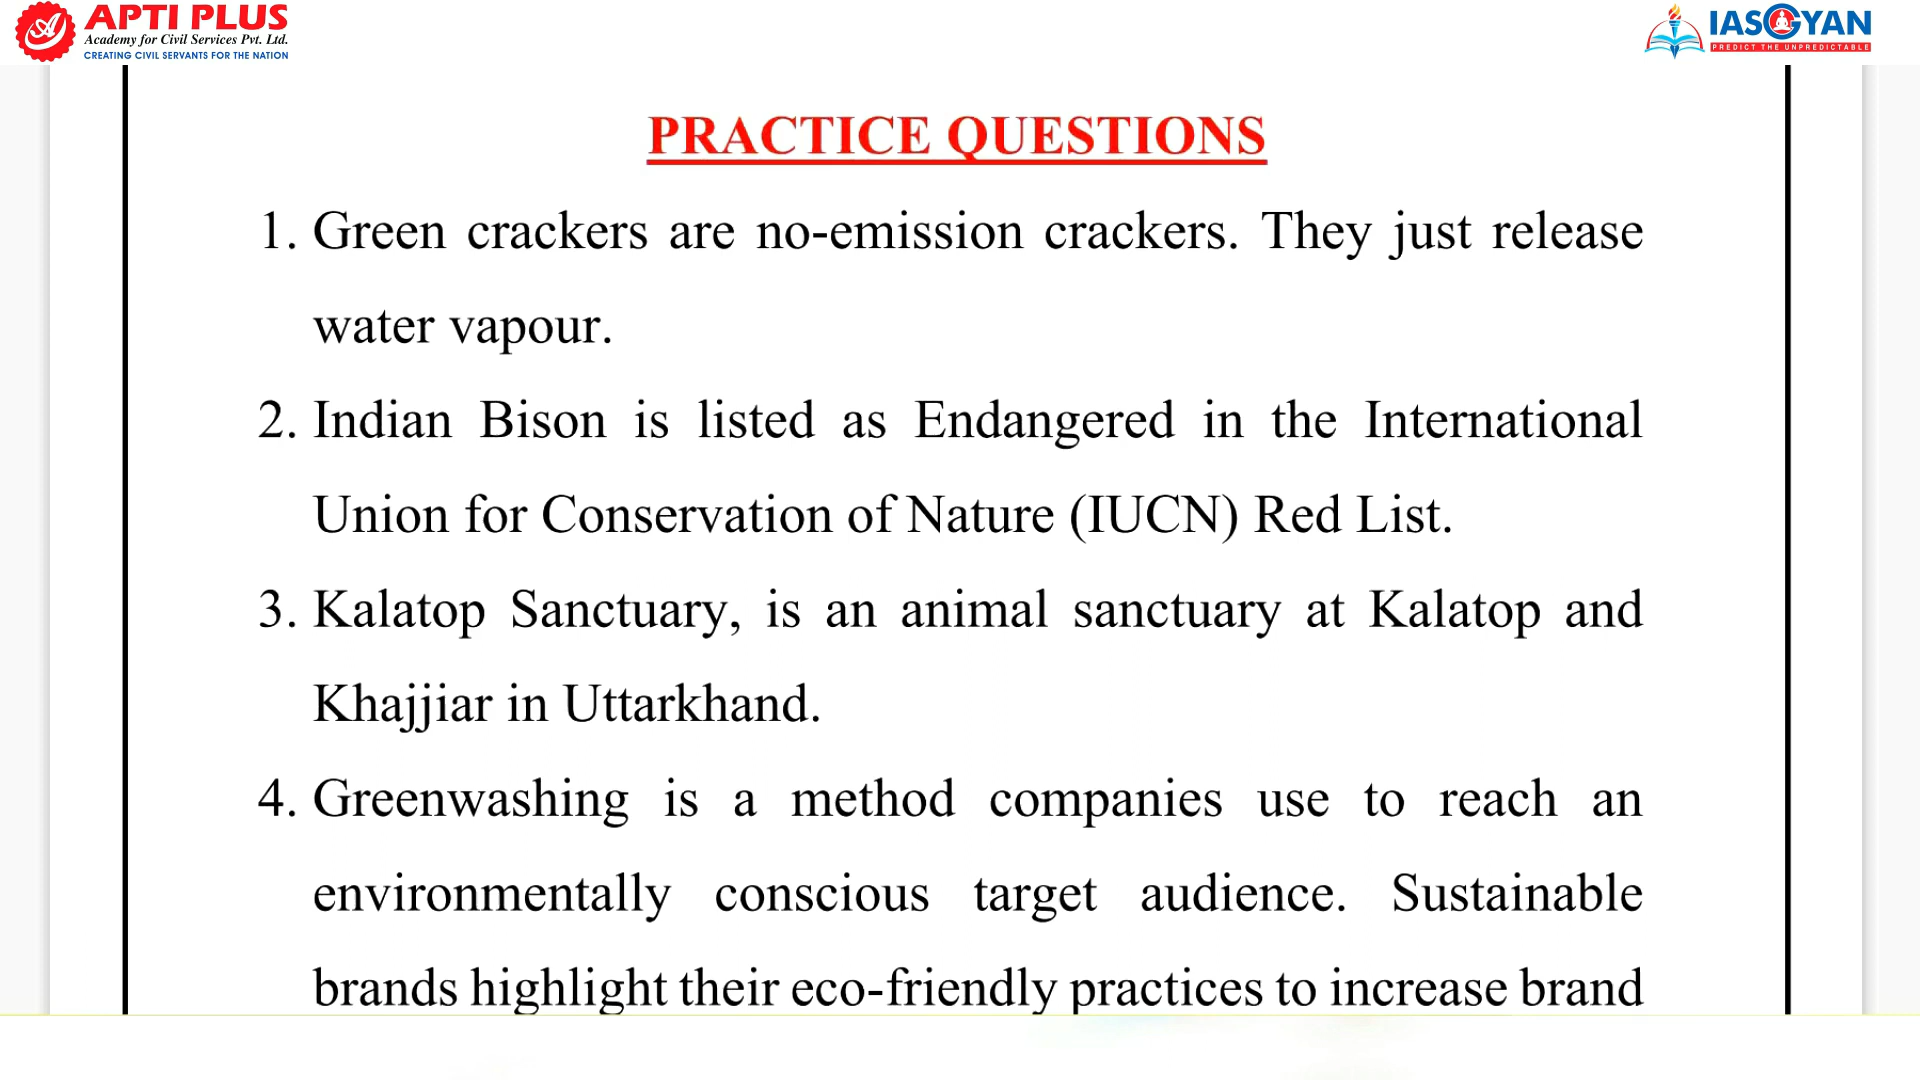 APTI PLUS
Academy for Civil Services Pvt. Ltd.
CREATING CIVIL SERVANTS FOR THE NATION
IASGYAN
PREDICT THE UNPREDICTABLE
PRACTICE QUESTIONS
1. Green crackers are no-emission crackers. They just release
water vapour.
2. Indian Bison is listed as Endangered in the International
Union for Conservation of Nature (IUCN) Red List.
3. Kalatop Sanctuary, is an animal sanctuary at Kalatop and
Khajjiar in Uttarkhand.
4. Greenwashing is a method companies use to reach an
environmentally conscious target audience. Sustainable
brands highlight their eco-friendly practices to increase brand